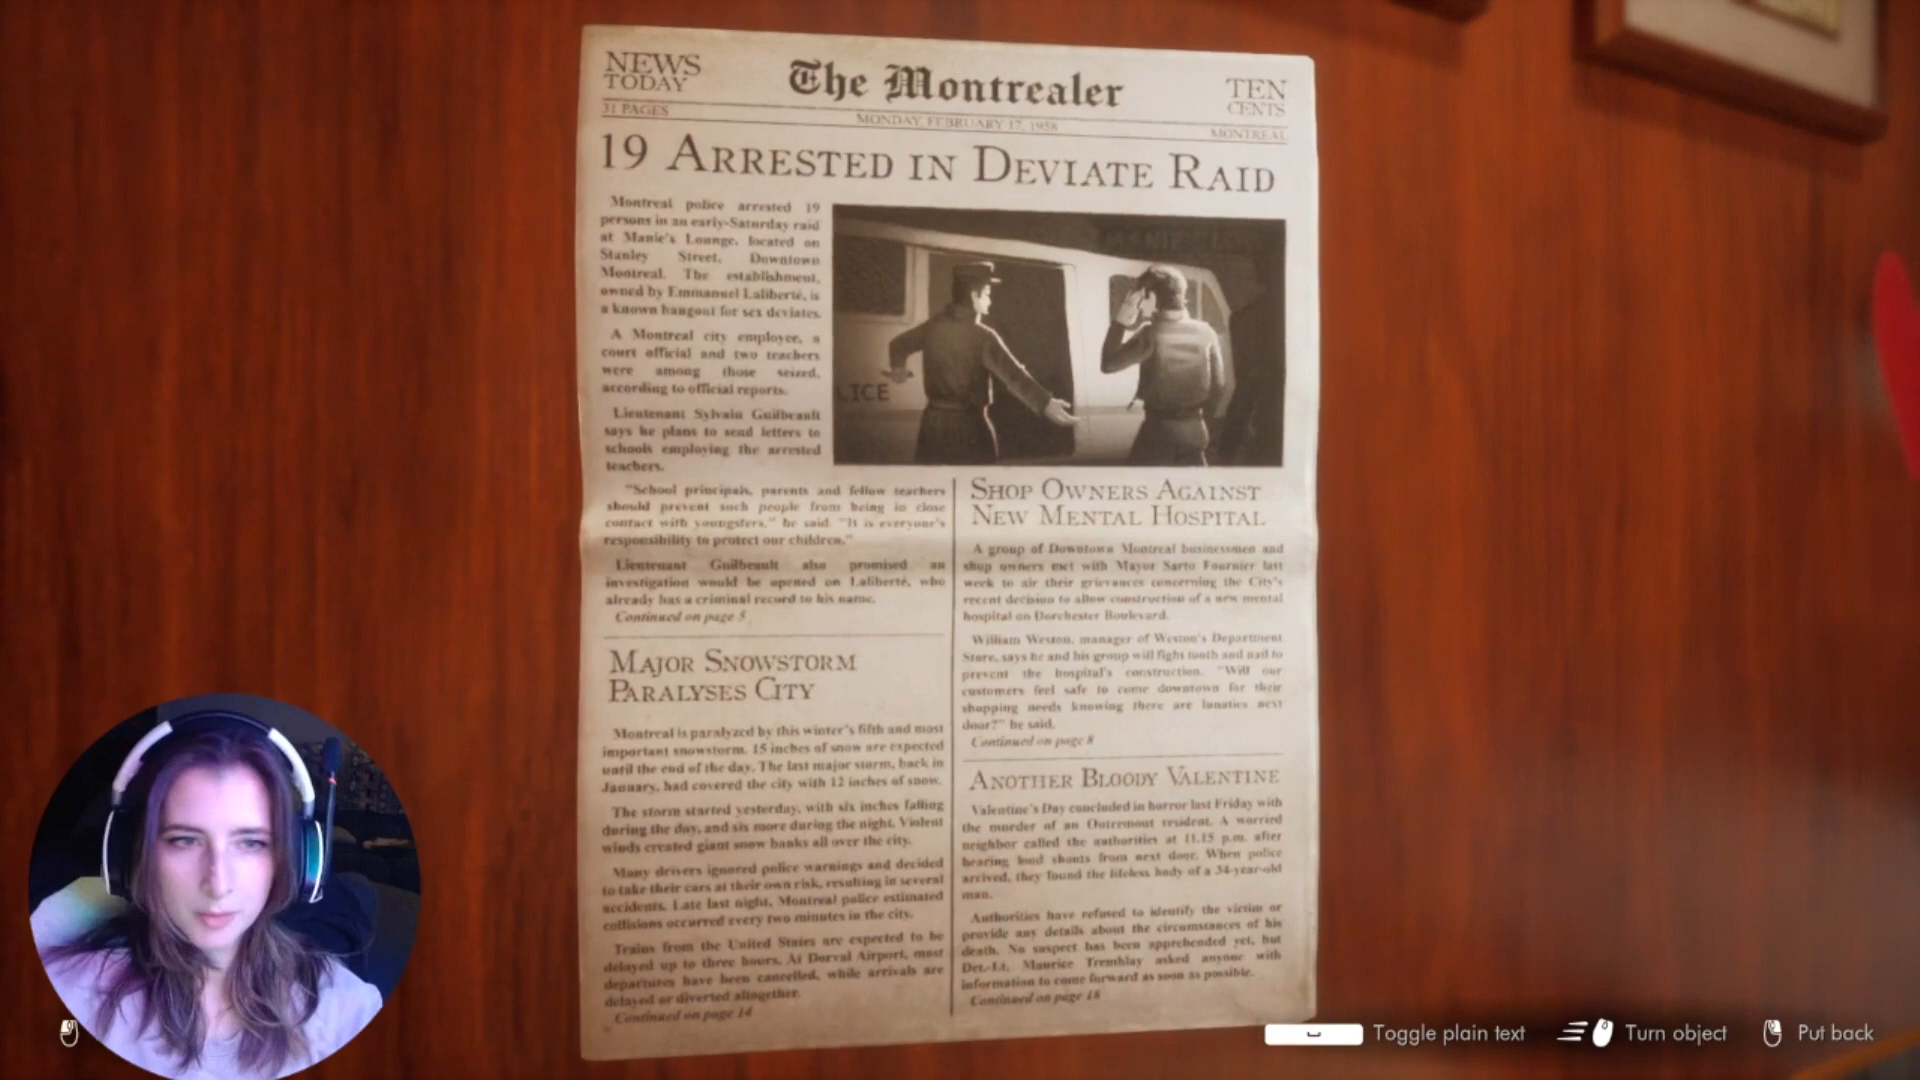 NEWS
TODAY
The Montrealer
TEN
CENTS
31 PAGES
MONDAY, FEBRUARY 17, 1958
MONTREAL
19 ARRESTED IN DEVIATE RAID
Montreal police arrested 19
persons in an early-Saturday raid
at Manie's Lounge, located on
Stanley Street, Downtown
Montreal. The establishment,
owned by Emmanuel Laliberté, is
a known hangout for sex deviates.
A Montreal city employee, a
court official and two teachers
were among those seized,
according to official reports.
Lieutenant Sylvain Guilbeault
says he plans to send letters to
schools employing the arrested
teachers.
"School principals, parents and fellow teachers
should prevent such people from being in close
contact with youngsters," he said. "It is everyone's
responsibility to protect our children."
Lieutenant Guilbeault also promised an
investigation would be opened on Laliberté, who
already has a criminal record to his name.
Continued on page 5
LICE
MANIE'S LO
MAJOR SNOWSTORM
PARALYSES CITY
Montreal is paralyzed by this winter's fifth and most
important snowstorm. 15 inches of snow are expected
until the end of the day. The last major storm, back in
January, had covered the city with 12 inches of snow.
The storm started yesterday, with six inches falling
during the day, and six more during the night. Violent
winds created giant snow banks all over the city.
Many drivers ignored police warnings and decided
to take their cars at their own risk, resulting in several
accidents. Late last night, Montreal police estimated
collisions occurred every two minutes in the city.
Trains from the United States are expected to be
delayed up to three hours. At Dorval Airport, most
departures have been cancelled, while arrivals are
delayed or diverted altogether.
Continued on page 14
SHOP OWNERS AGAINST
NEW MENTAL HOSPITAL
A group of Downtown Montreal businessmen and
shop owners met with Mayor Sarto Fournier last
week to air their grievances concerning the City's
recent decision to allow construction of a new mental
hospital on Dorchester Boulevard.
William Weston, manager of Weston's Department
Store, says he and his group will fight tooth and nail to
prevent the hospital's construction. "Will our
customers feel safe to come downtown for their
shopping needs knowing there are lunatics next
door?" he said.
Continued on page 8
ANOTHER BLOODY VALENTINE
Valentine's Day concluded in horror last Friday with
the murder of an Outremont resident. A worried
neighbor called the authorities at 11.15 p.m. after
hearing loud shouts from next door. When police
arrived, they found the lifeless body of a 34-year-old
man.
Authorities have refused to identify the victim or
provide any details about the circumstances of his
death. No suspect has been apprehended yet, but
Det.-Lt. Maurice Tremblay asked anyone with
information to come forward as soon as possible.
Continued on page 18
Toggle plain text
Turn object
Put back